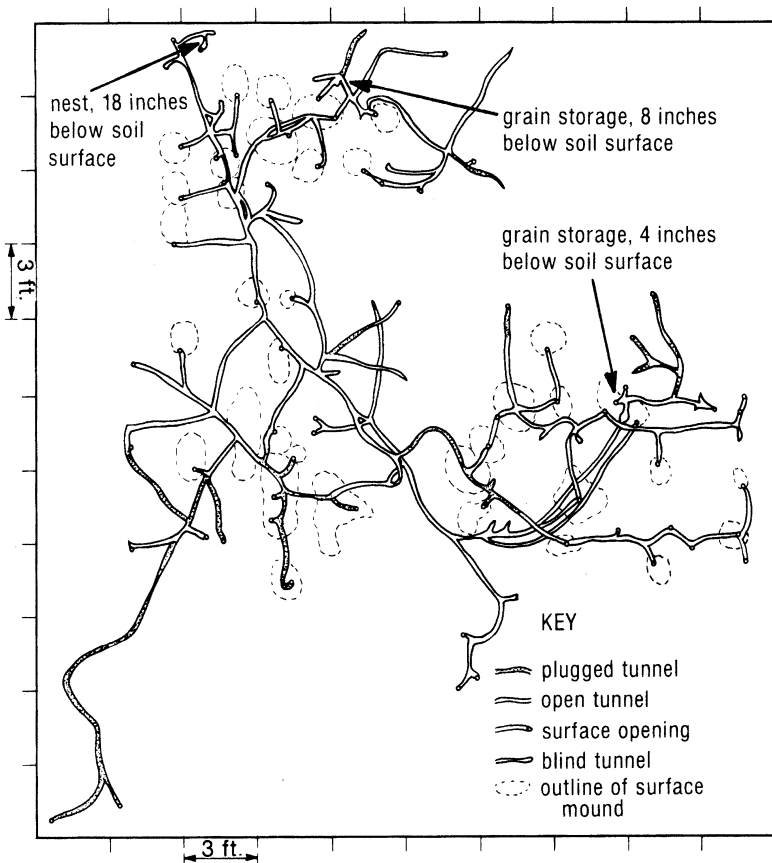 nest, 18 inches
below soil
surface
grain storage, 8 inches
below soil surface
grain storage, 4 inches
below soil surface
3 ft.
KEY
plugged tunnel
open tunnel
surface opening
blind tunnel
outline of surface
mound
3 ft.